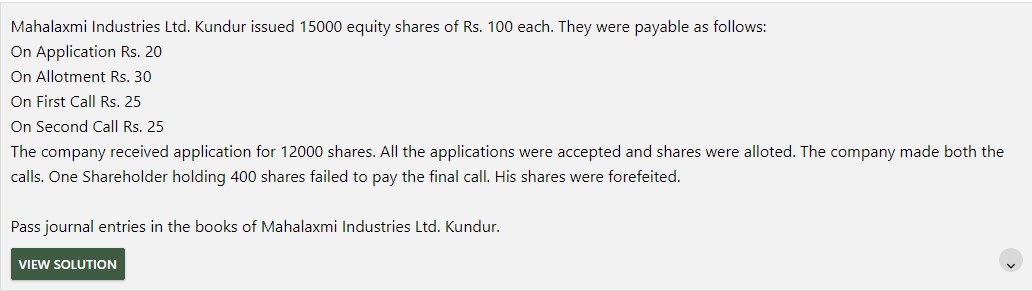 Mahalaxmi Industries Ltd. Kundur issued 15000 equity shares of Rs. 100 each. They were payable as follows:
On Application Rs. 20
On Allotment Rs. 30
On First Call Rs. 25
On Second Call Rs. 25
The company received application for 12000 shares. All the applications were accepted and shares were alloted. The company made both the
calls. One Shareholder holding 400 shares failed to pay the final call. His shares were forefeited.
Pass journal entries in the books of Mahalaxmi Industries Ltd. Kundur.
VIEW SOLUTION